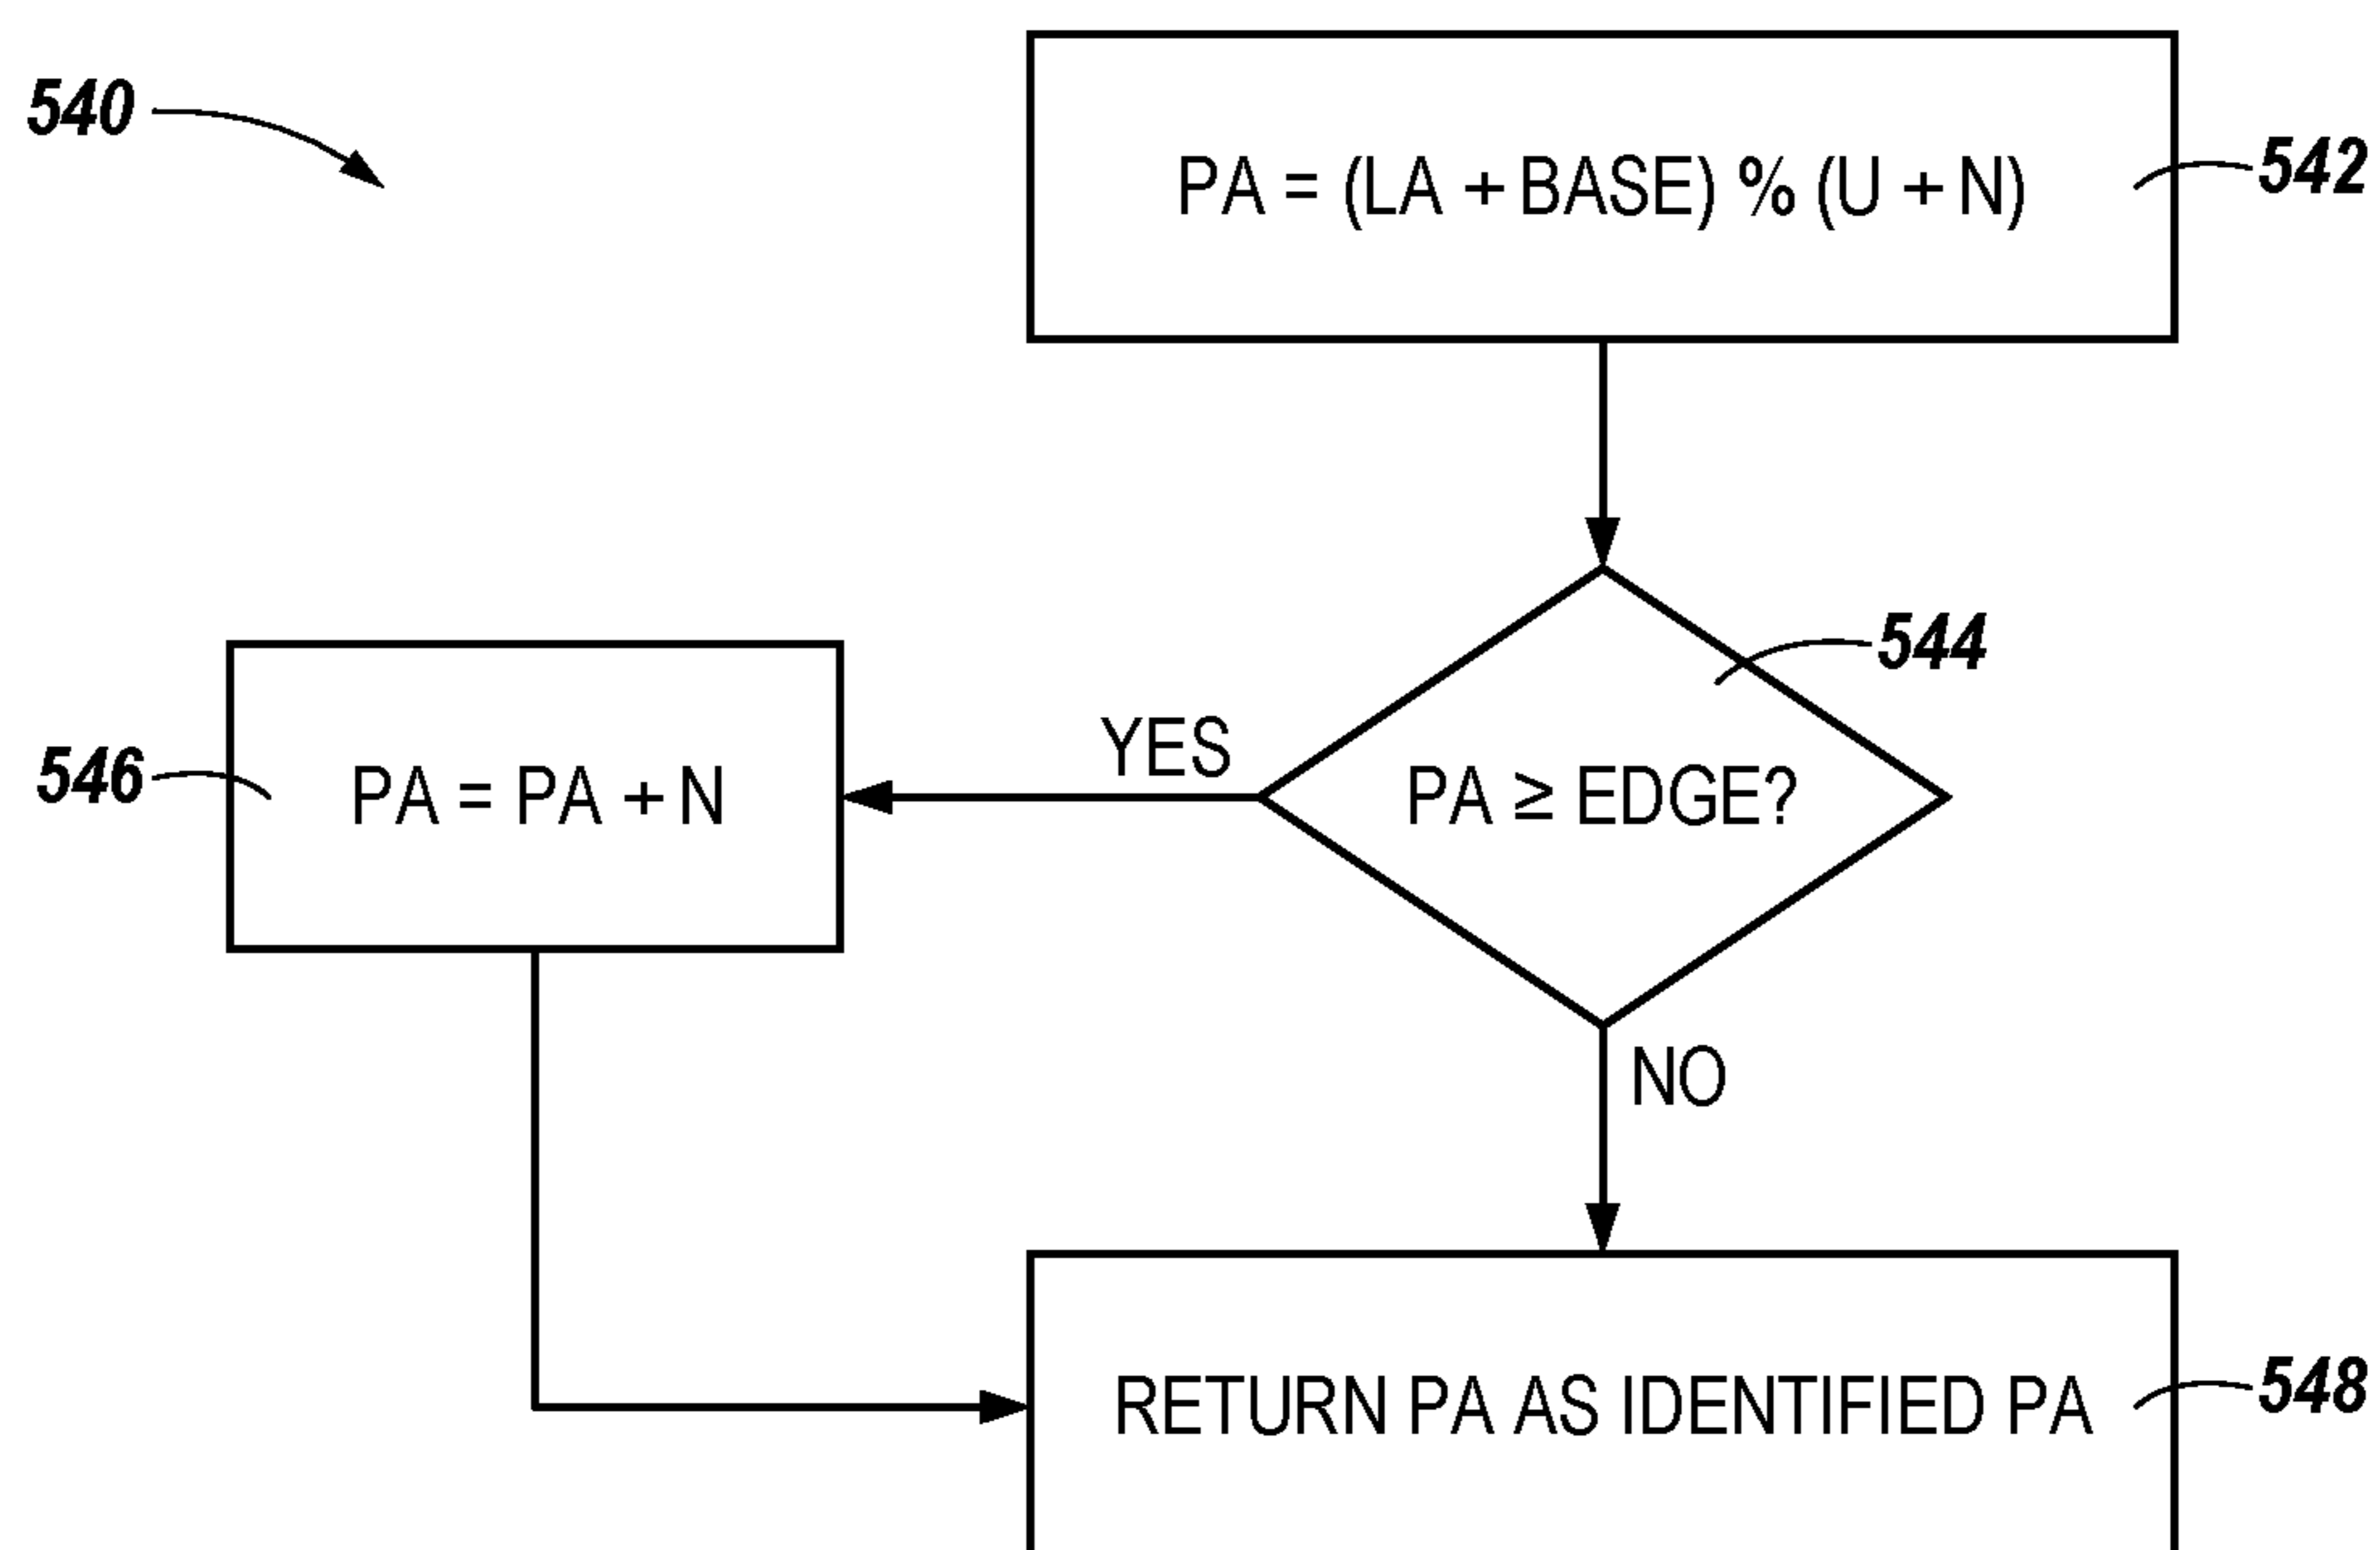 540
PA = (LA + BASE) % (U + N)
542
544
YES
PA ≥ EDGE?
546
PA = PA + N
NO
RETURN PA AS IDENTIFIED PA
548